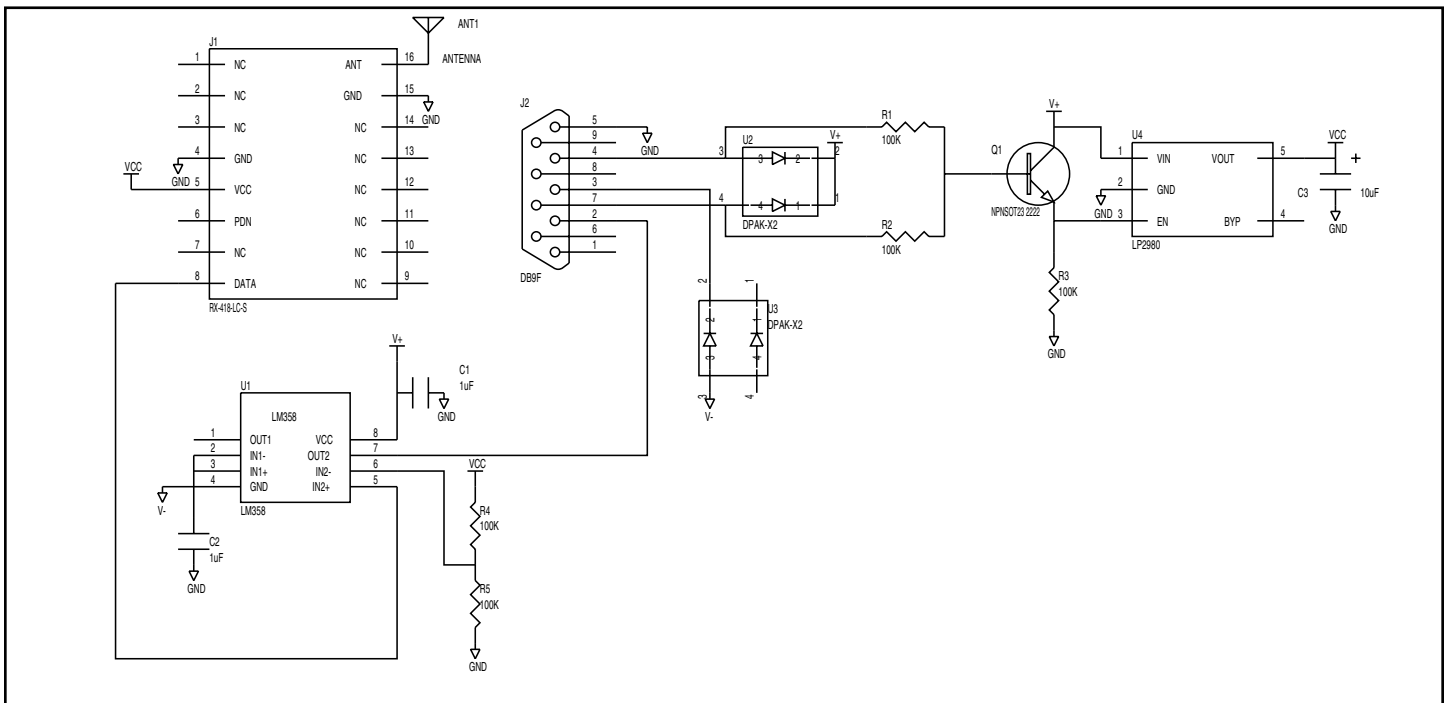 ANT1
ANTENNA
J1
1 NC ANT 16
2 NC GND 15
GND
3 NC NC 14
4 GND NC 13
GND
VCC
5 VCC NC 12
6 PDN NC 11
7 NC NC 10
8 DATA NC 9
RX-418-LC-S
J2
5
9
4
8
3
7
2
6
1
GND
DB9F
U2
3 3 2 2
V+
4 4 1 1
DPAK-X2
R1
100K
R2
100K
Q1
NPNSOT23 2222
V+
R3
100K
GND
U4
1 VIN VOUT 5
2 GND
GND
3 EN BYP 4
LP2980
VCC
+
C3
10uF
GND
2 1
U3
DPAK-X2
2 1
3 4
3 4
V-
V+
C1
1uF
GND
U1
LM358
1 OUT1 VCC 8
2 IN1- OUT2 7
3 IN1+ IN2- 6
4 GND IN2+ 5
LM358
V-
C2
1uF
GND
VCC
R4
100K
R5
100K
GND